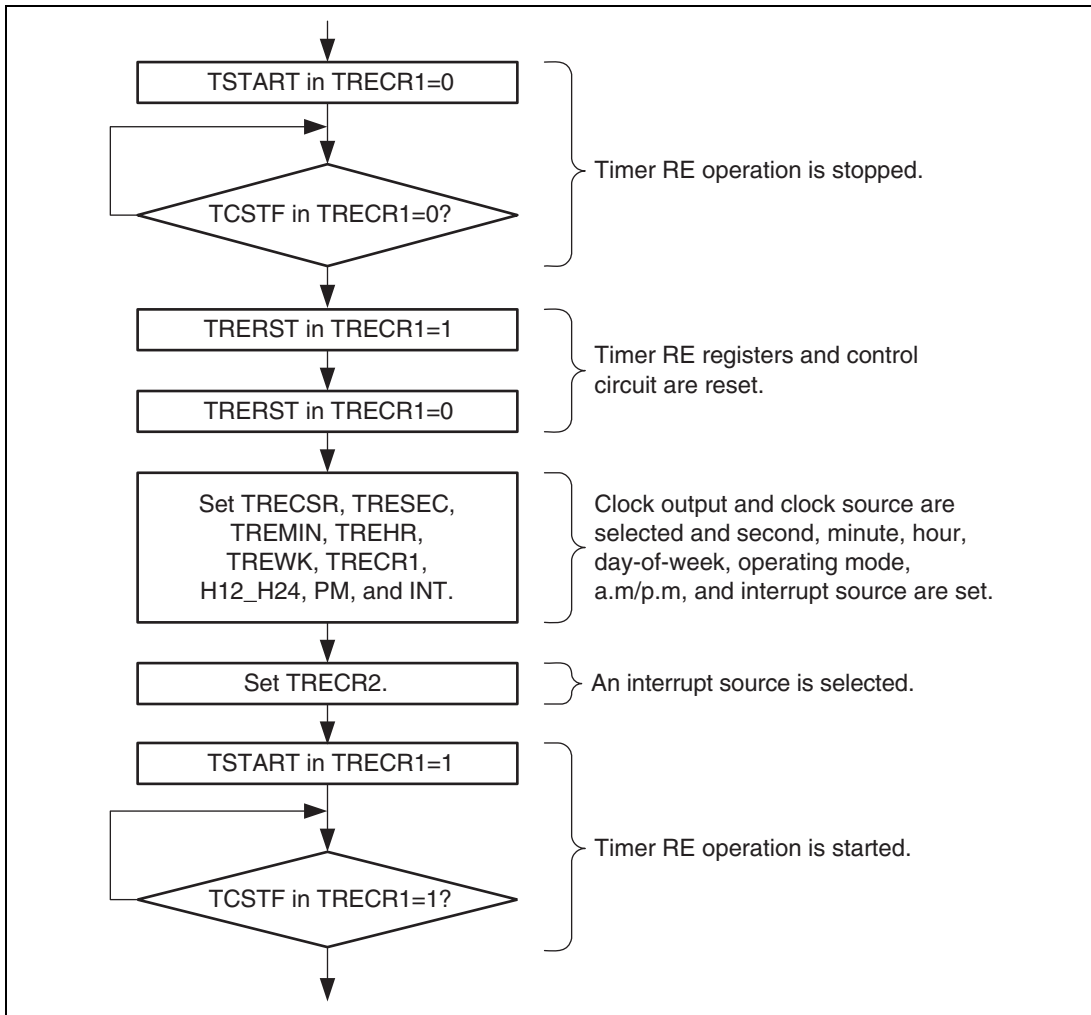 TSTART in TRECR1=0
TCSTF in TRECR1=0?
Timer RE operation is stopped.
TRERST in TRECR1=1
TRERST in TRECR1=0
Timer RE registers and control
circuit are reset.
Set TRECSR, TRESEC,
TREMIN, TREHR,
TREWK, TRECR1,
H12_H24, PM, and INT.
Clock output and clock source are
selected and second, minute, hour,
day-of-week, operating mode,
a.m/p.m, and interrupt source are set.
Set TRECR2.
An interrupt source is selected.
TSTART in TRECR1=1
TCSTF in TRECR1=1?
Timer RE operation is started.